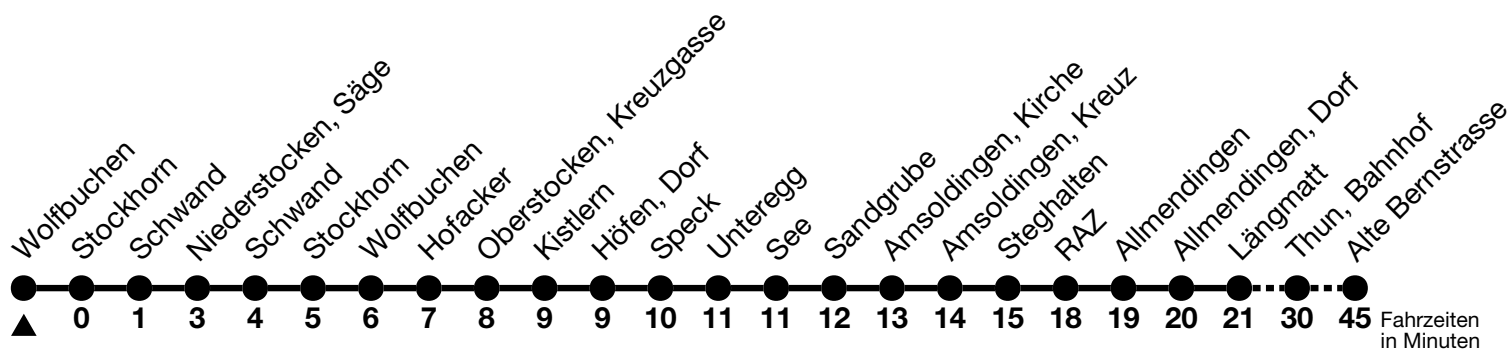 Wolfbuchen
Stockhorn
Schwand
Niederstocken, Säge
Schwand
Stockhorn
Wolfbuchen
Hofacker
Oberstocken, Kreuzgasse
Kistlern
Höfen, Dorf
Speck
Unteregg
See
Sandgrube
Amsoldingen, Kirche
Amsoldingen, Kreuz
Steghalten
RAZ
Allmendingen
Allmendingen, Dorf
Längmatt
Thun, Bahnhof
Alte Bernstrasse
0 1 3 4 5 6 7 8 9 9 10 11 11 12 13 14 15 18 19 20 21 30 45
Fahrzeiten
in Minuten